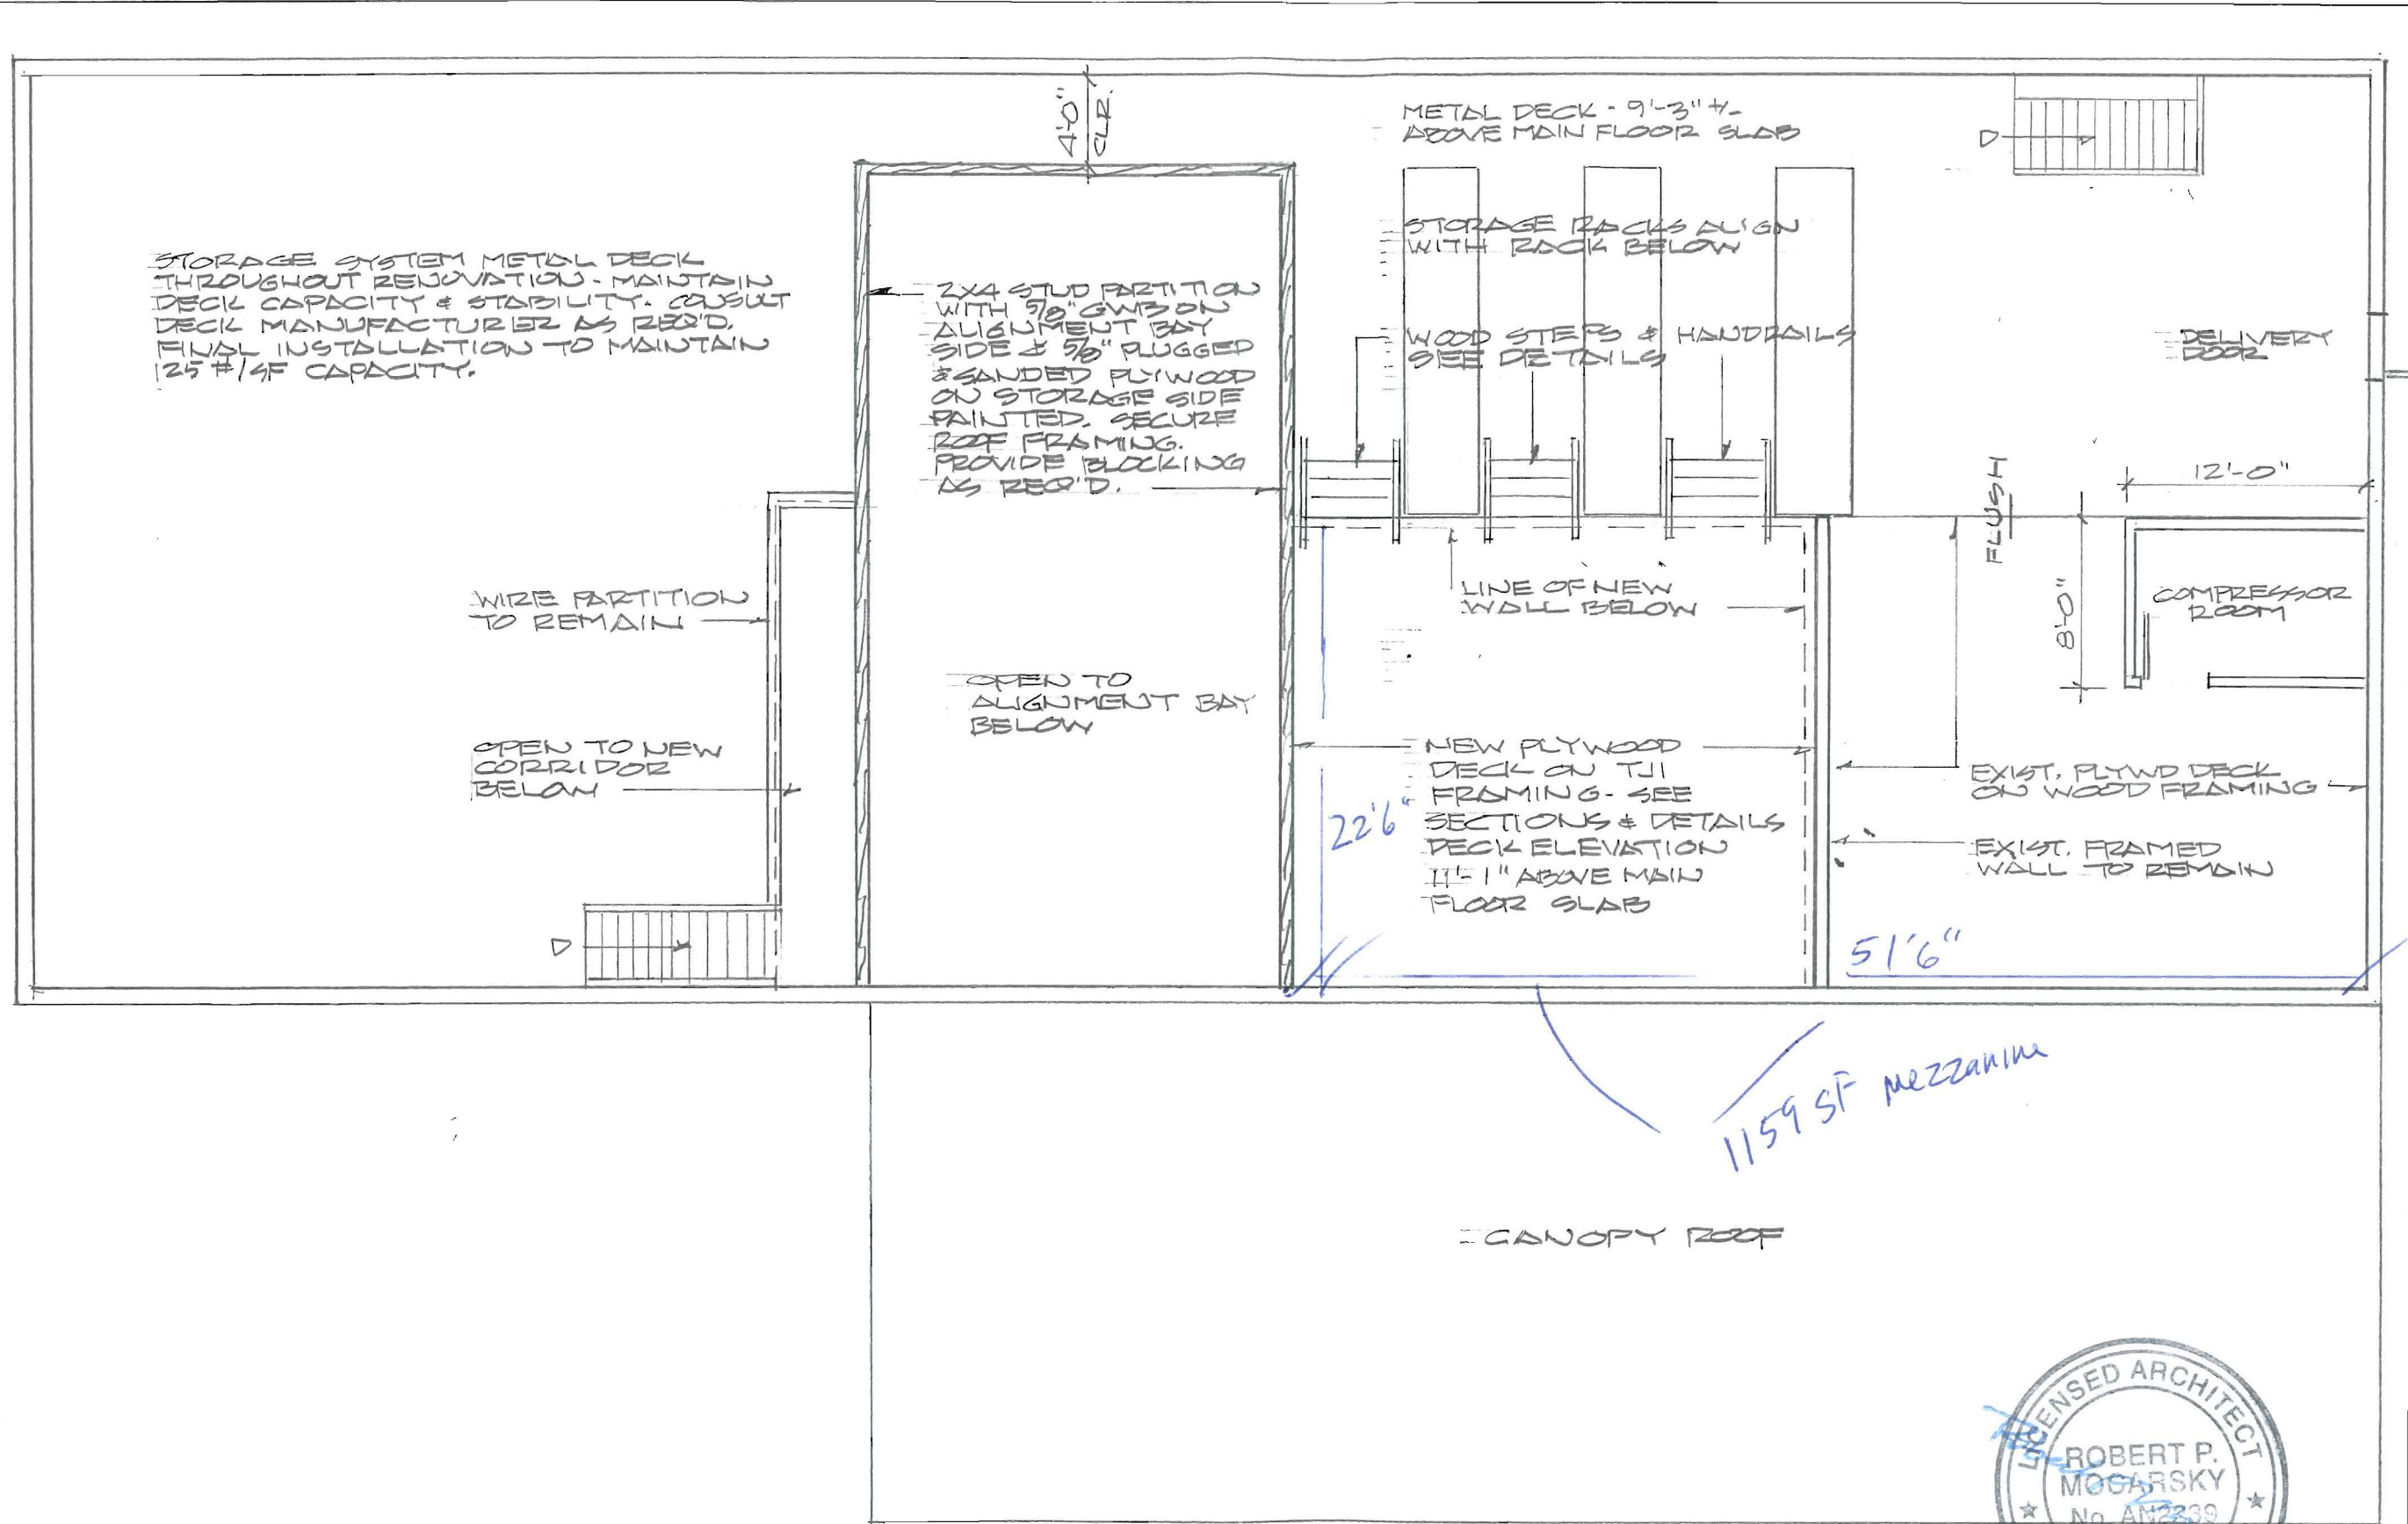 4'-0"
CLR.
METAL DECK - 9'-3" +/-
ABOVE MAIN FLOOR SLAB
D
STORAGE SYSTEM METAL DECK
THROUGHOUT RENOVATION - MAINTAIN
DECK CAPACITY & STABILITY. CONSULT
DECK MANUFACTURER AS REQ'D.
FINAL INSTALLATION TO MAINTAIN
125 #/SF CAPACITY.
2X4 STUD PARTITION
WITH 5/8" GWB ON
ALIGNMENT BAY
SIDE & 5/8" PLUGGED
& SANDED PLYWOOD
ON STORAGE SIDE
PAINTED. SECURE
ROOF FRAMING.
PROVIDE BLOCKING
AS REQ'D.
STORAGE RACKS ALIGN
WITH RACK BELOW
WOOD STEPS & HANDRAILS
SEE DETAILS
DELIVERY
DOOR
12'-0"
FLUSH
8'-0"
COMPRESSOR
ROOM
WIRE PARTITION
TO REMAIN
LINE OF NEW
WALL BELOW
OPEN TO
ALIGNMENT BAY
BELOW
OPEN TO NEW
CORRIDOR
BELOW
NEW PLYWOOD
DECK ON TJI
FRAMING - SEE
SECTIONS & DETAILS
DECK ELEVATION
11'-1" ABOVE MAIN
FLOOR SLAB
22'6"
EXIST. PLYWD DECK
ON WOOD FRAMING
EXIST. FRAMED
WALL TO REMAIN
D
51'6"
1159 SF Mezzanine
CANOPY ROOF
LICENSED ARCHITECT
ROBERT P.
MOCARSKY
No. AN2339